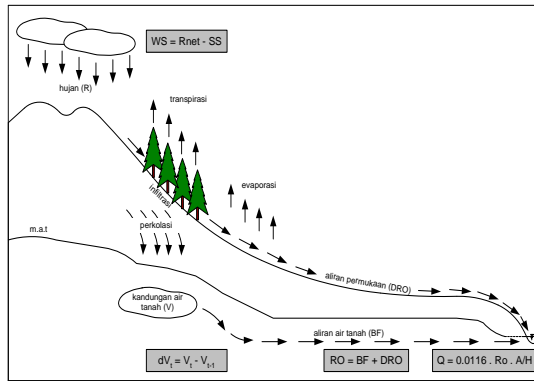 WS = Rnet - SS
hujan (R)
transpirasi
evaporasi
infiltrasi
perkolasi
m.a.t
aliran permukaan (DRO)
kandungan air
tanah (V)
aliran air tanah (BF)
dVt = Vt - Vt-1
RO = BF + DRO
Q = 0.0116 . Ro . A/H